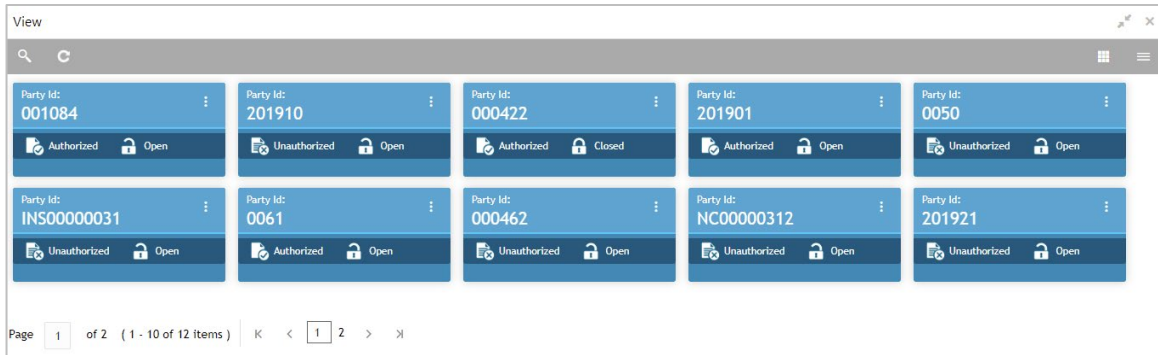 View
Party Id:
001084
Authorized Open
Party Id:
201910
Unauthorized Open
Party Id:
000422
Authorized Closed
Party Id:
201901
Authorized Open
Party Id:
0050
Unauthorized Open
Party Id:
INS00000031
Unauthorized Open
Party Id:
0061
Authorized Open
Party Id:
000462
Unauthorized Open
Party Id:
NC00000312
Unauthorized Open
Party Id:
201921
Unauthorized Open
Page 1 of 2 ( 1 - 10 of 12 items ) 1 2